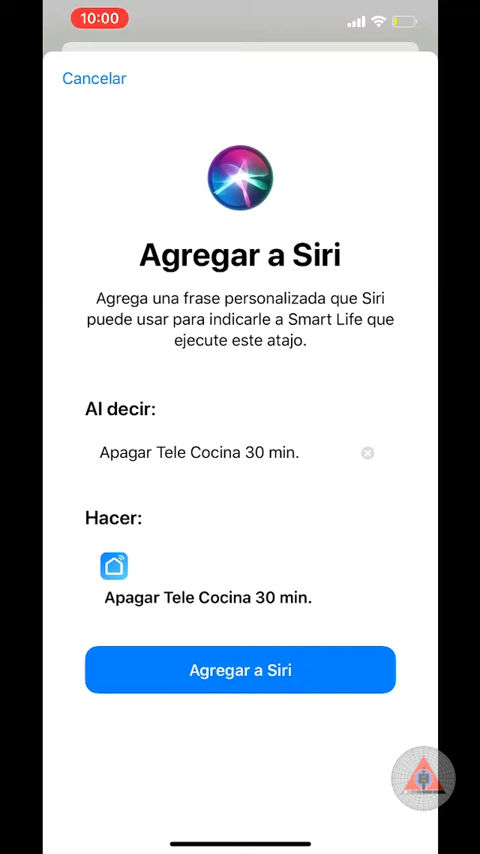 10:00
Cancelar
Agregar a Siri
Agrega una frase personalizada que Siri
puede usar para indicarle a Smart Life que
ejecute este atajo.
Al decir:
Apagar Tele Cocina 30 min.
Hacer:
Apagar Tele Cocina 30 min.
Agregar a Siri